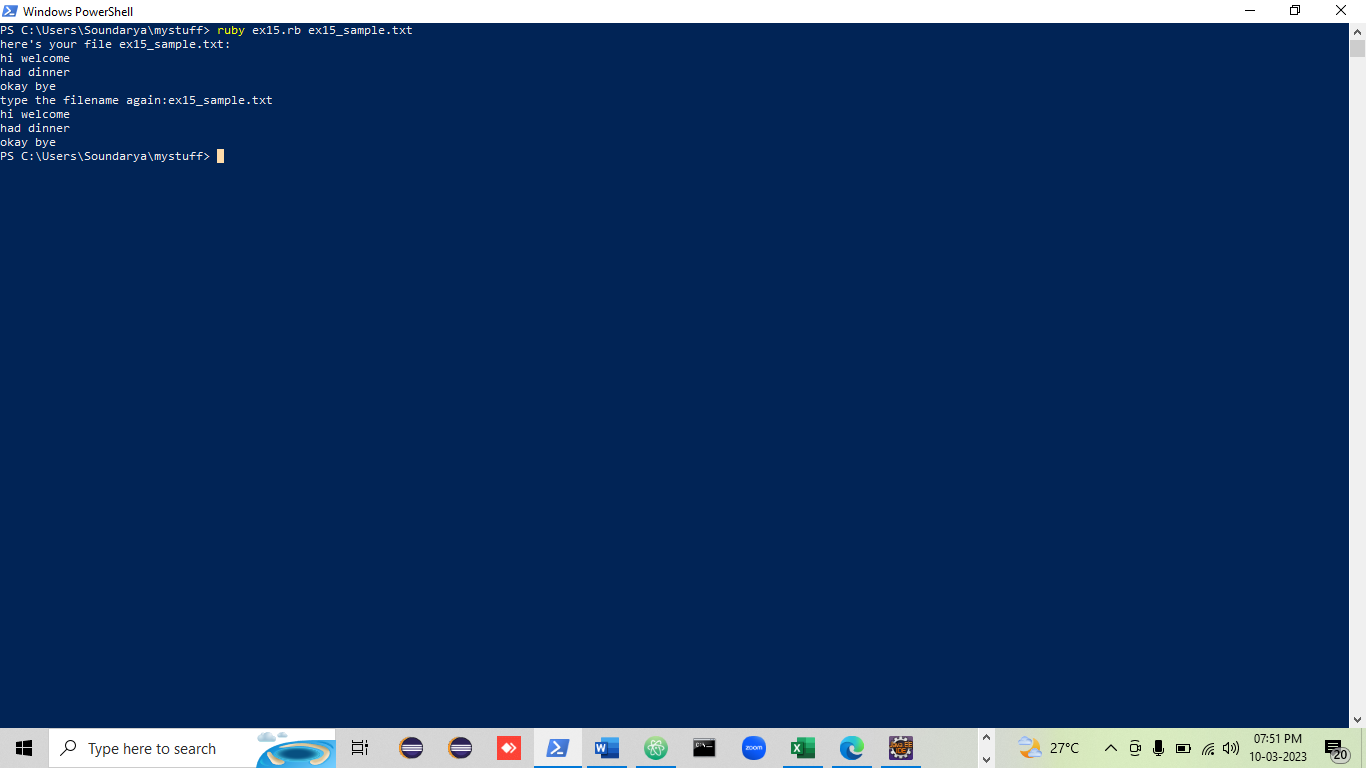 Windows PowerShell
PS C:\Users\Soundarya\mystuff> ruby ex15.rb ex15_sample.txt
here's your file ex15_sample.txt:
hi welcome
had dinner
okay bye
type the filename again:ex15_sample.txt
hi welcome
had dinner
okay bye
PS C:\Users\Soundarya\mystuff>
Type here to search
zoom
27°C
07:51 PM
10-03-2023
20